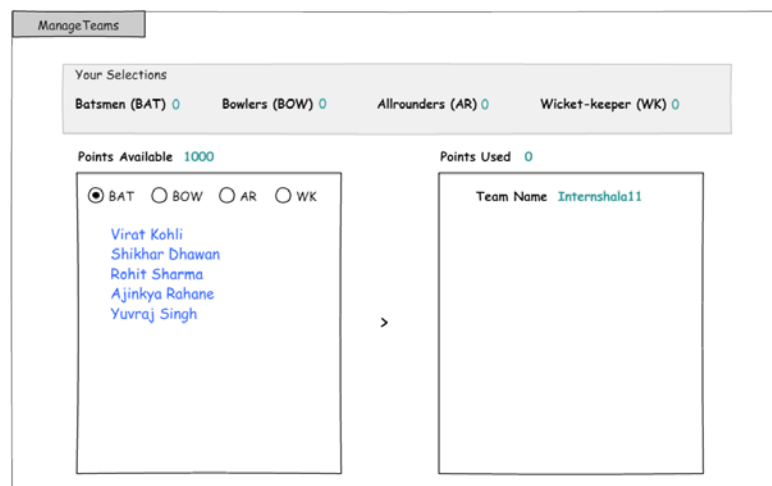 ManageTeams
Your Selections
Batsmen (BAT) 0 Bowlers (BOW) 0 Allrounders (AR) 0 Wicket-keeper (WK) 0
Points Available 1000 Points Used 0
BAT BOW AR WK
Team Name Internshala11
Virat Kohli
Shikhar Dhawan
Rohit Sharma
Ajinkya Rahane
Yuvraj Singh
>